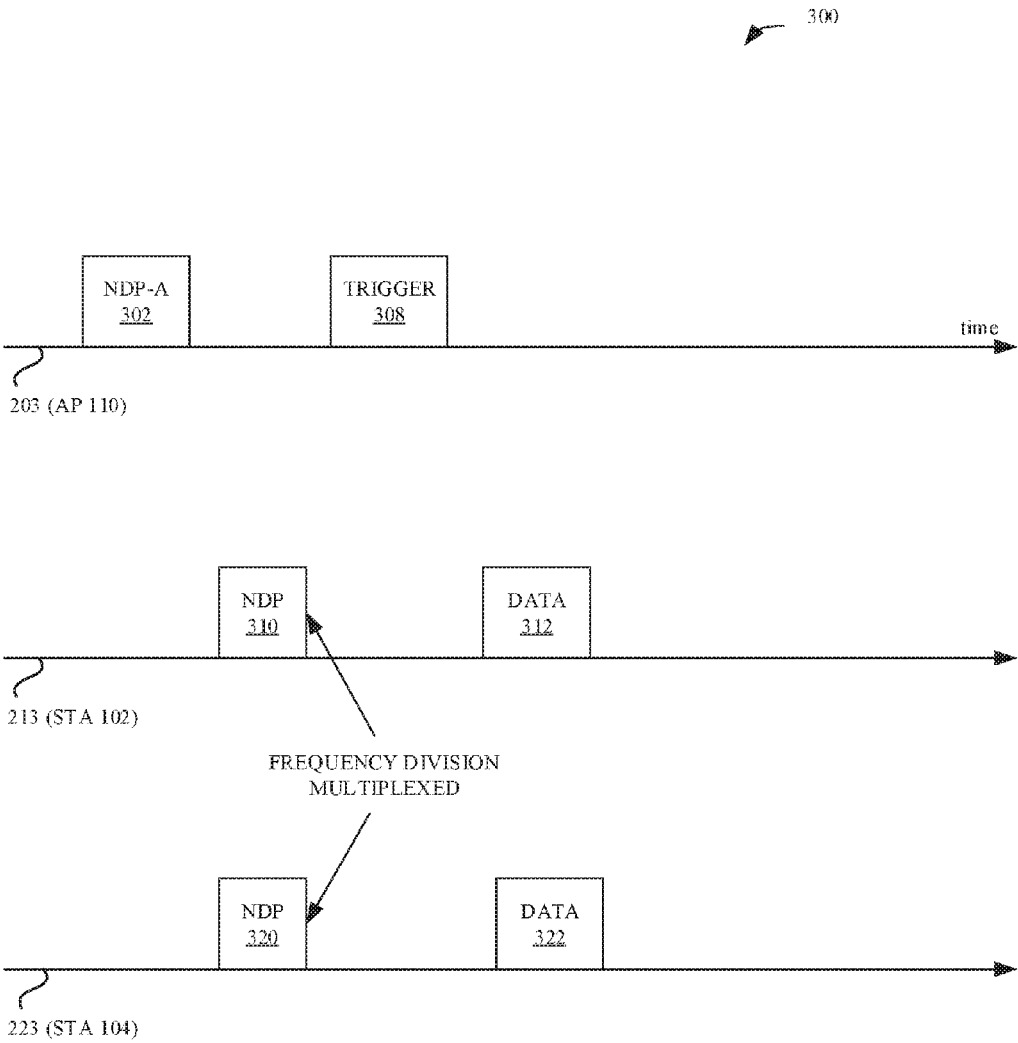 300
NDP-A
302
TRIGGER
308
time
203 (AP 110)
NDP
310
DATA
312
213 (STA 102)
FREQUENCY DIVISION
MULTIPLEXED
NDP
320
DATA
322
223 (STA 104)